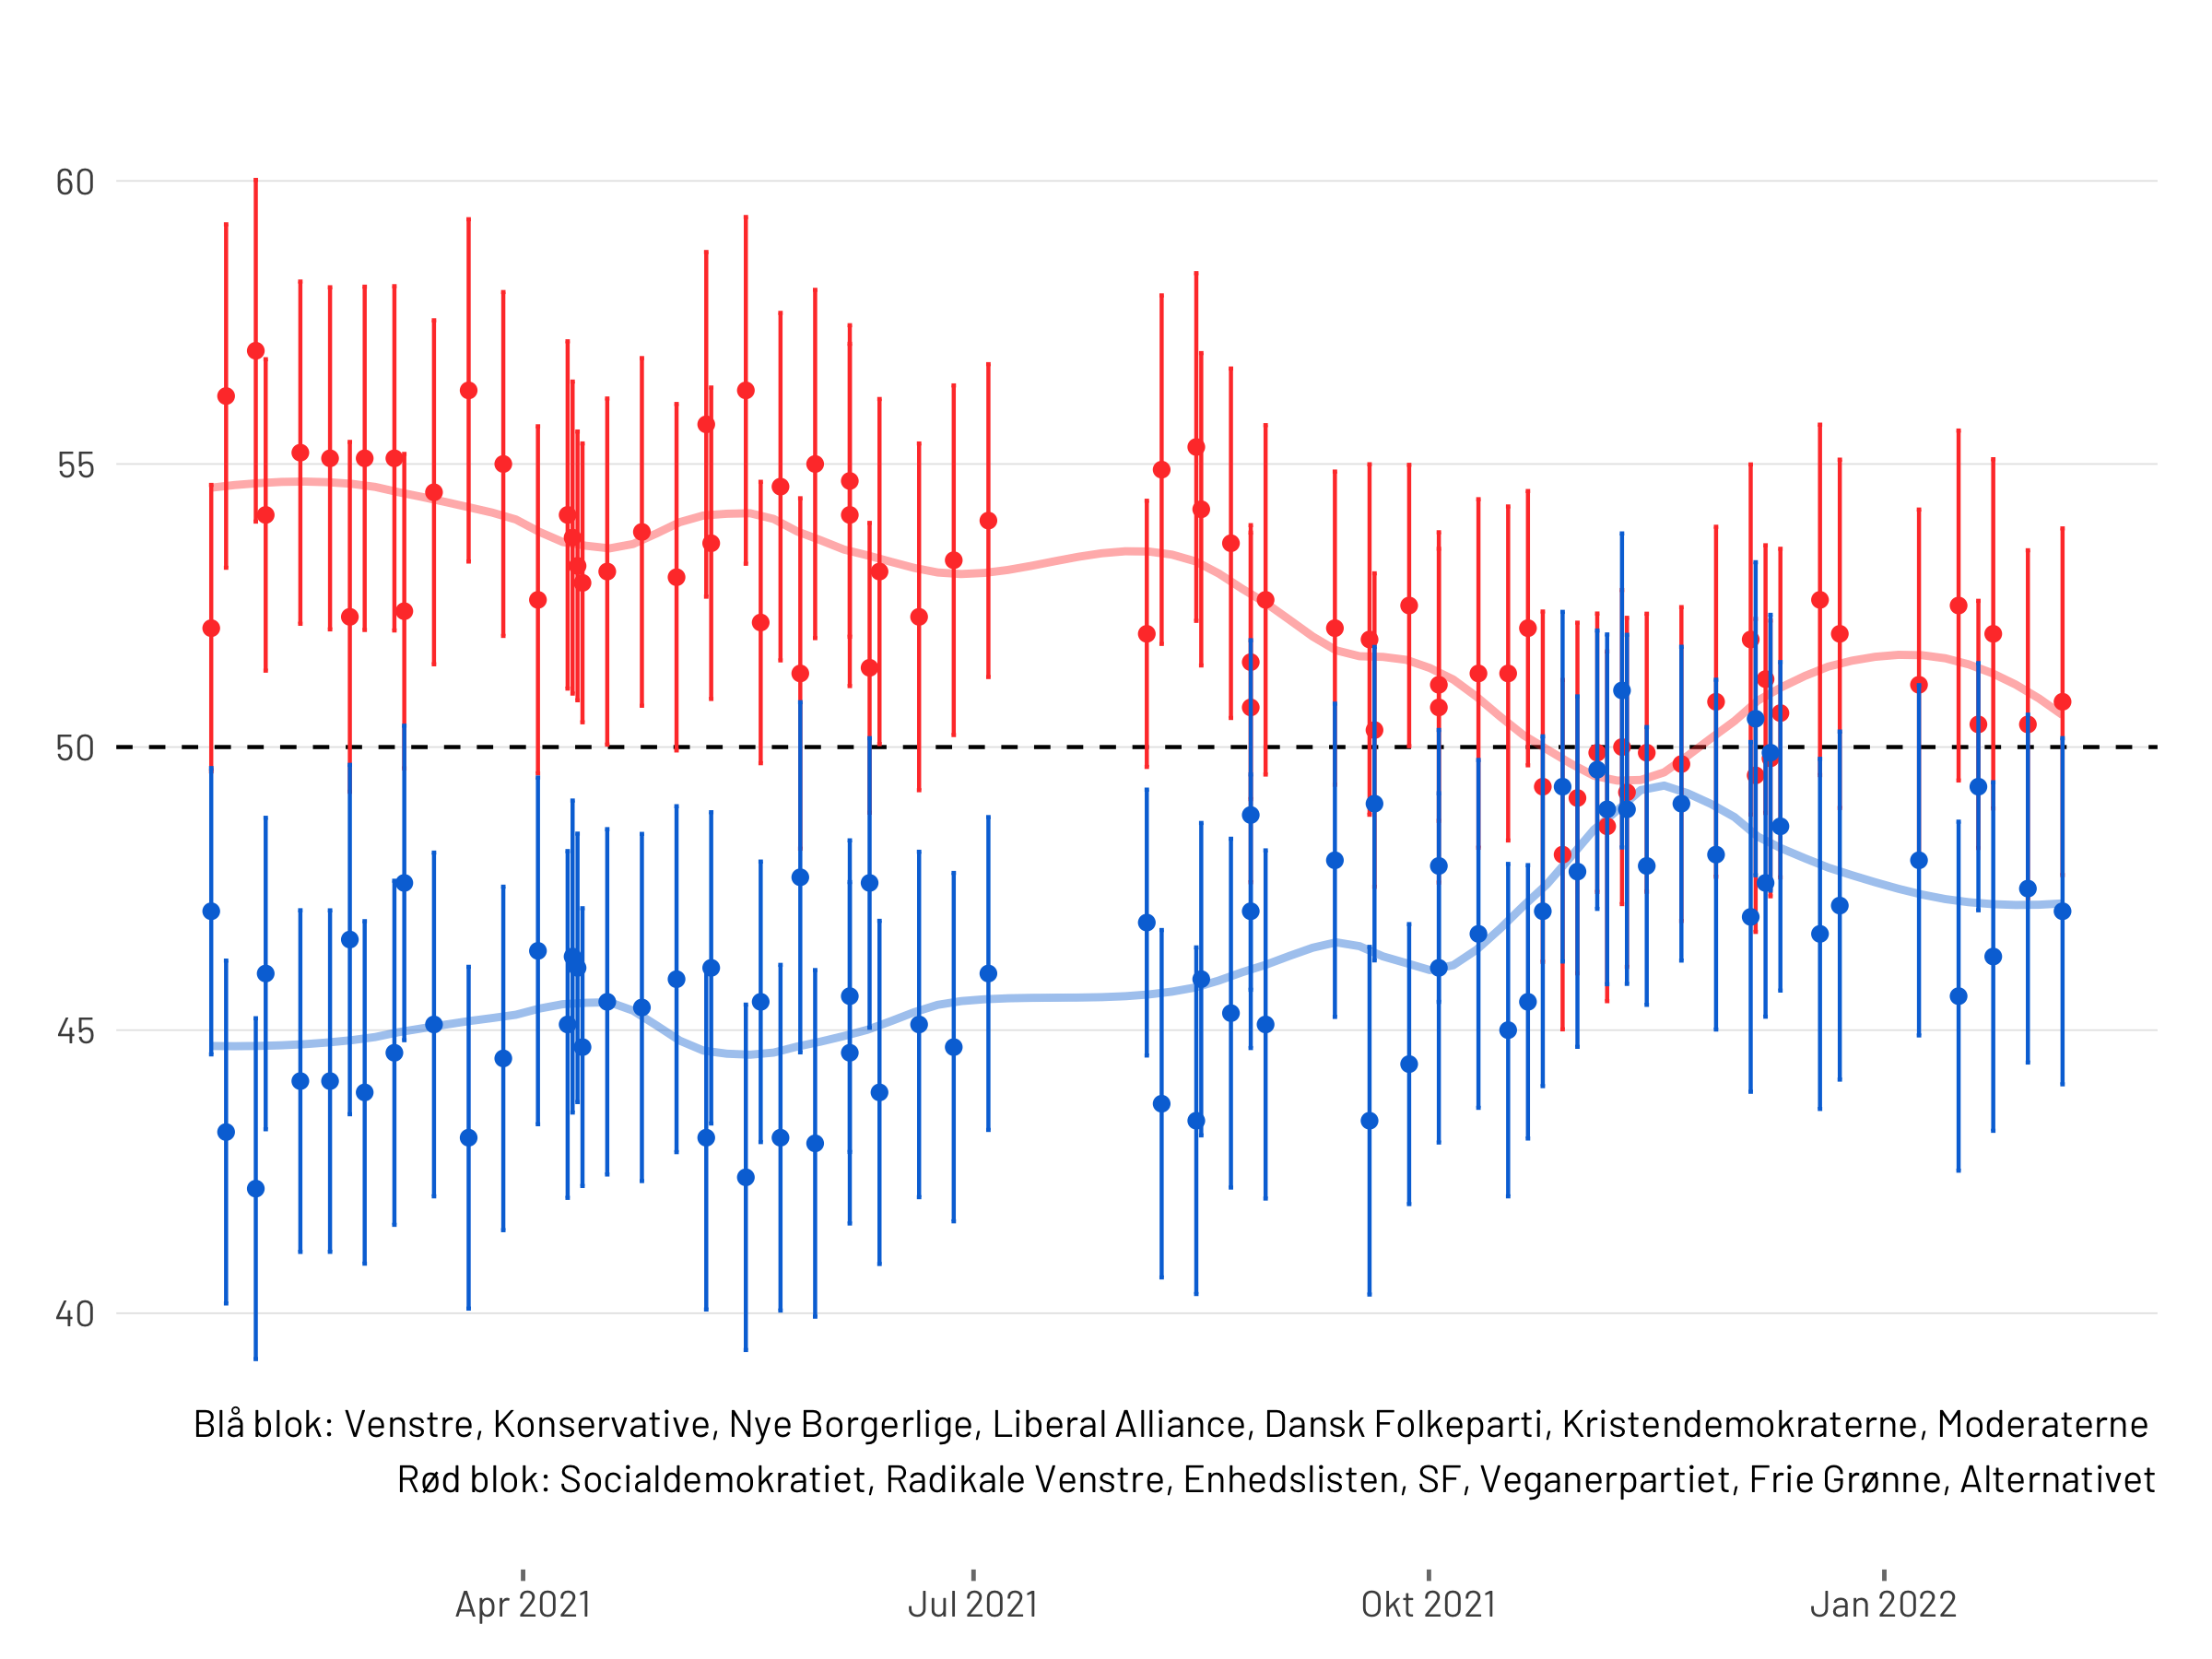 60
55
50
45
40
Blå blok: Venstre, Konservative, Nye Borgerlige, Liberal Alliance, Dansk Folkeparti, Kristendemokraterne, Moderaterne
Rød blok: Socialdemokratiet, Radikale Venstre, Enhedslisten, SF, Veganerpartiet, Frie Grønne, Alternativet
Apr 2021
Jul 2021
Okt 2021
Jan 2022